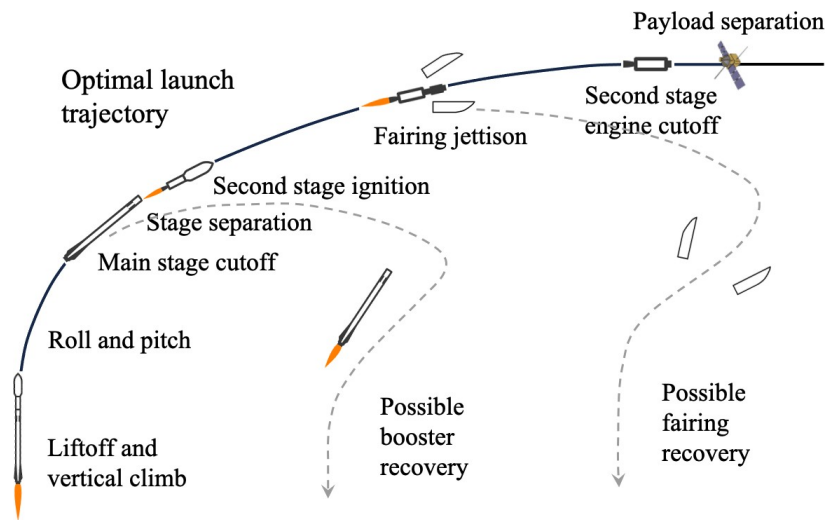 Payload separation
Optimal launch
trajectory
Second stage
engine cutoff
Fairing jettison
Second stage ignition
Stage separation
Main stage cutoff
Roll and pitch
Possible
booster
recovery
Possible
fairing
recovery
Liftoff and
vertical climb